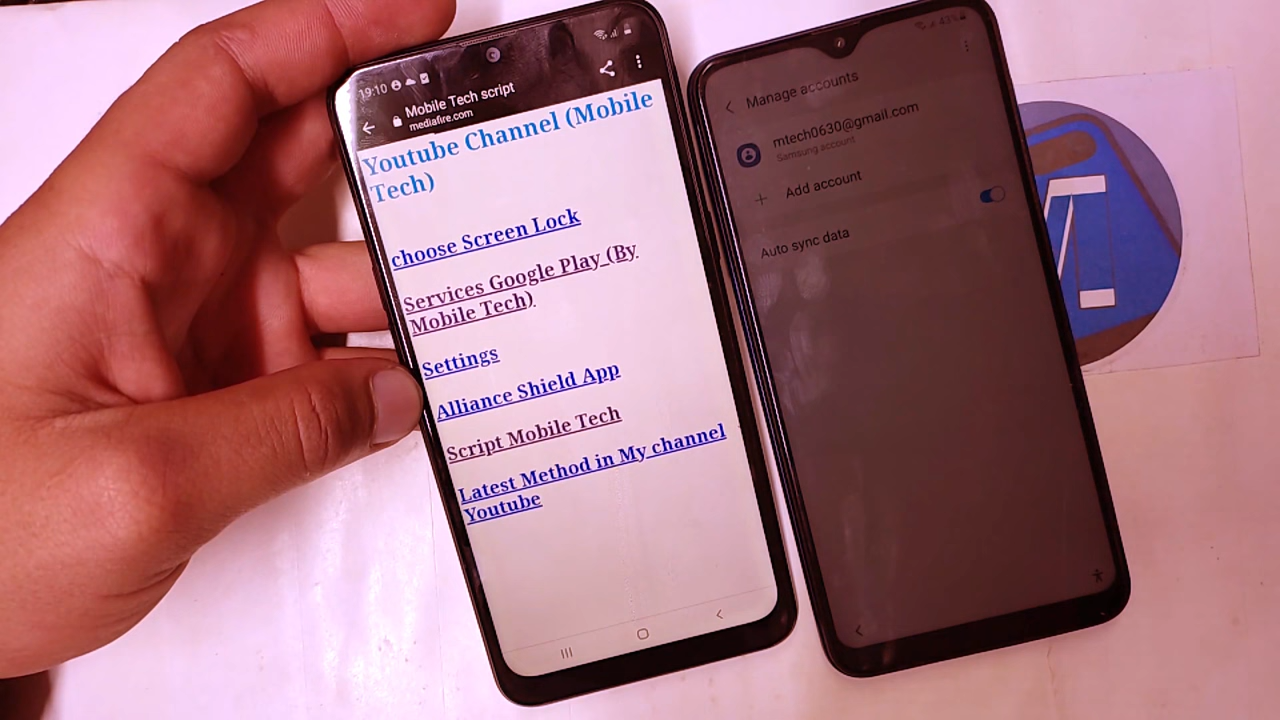 19:10
Mobile Tech script
mediafire.com
Youtube Channel (Mobile
Tech)
choose Screen Lock
Services Google Play (By
Mobile Tech)
Settings
Alliance Shield App
Script Mobile Tech
Latest Method in My channel
Youtube
43%
Manage accounts
mtech0630@gmail.com
Samsung account
Add account
Auto sync data